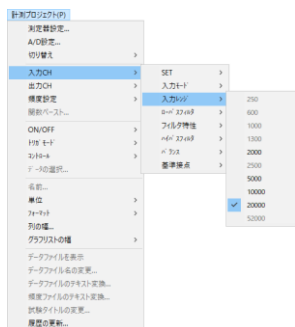 計測プロジェクト(P)
測定器設定...
A/D設定...
切り替え
入力CH
出力CH
頻度設定
関数ペースト...
ON/OFF
トリガ モード
コントロール
データの選択...
名前...
単位
フォーマット
列の幅...
グラフリストの幅
データファイルを表示
データファイル名の変更...
データファイルのテキスト変換...
頻度ファイルのテキスト変換...
試験タイトルの変更...
履歴の更新...
SET
入力モード
入力レンジ
ローパスフィルタ
フィルタ特性
ハイパスフィルタ
バランス
基準接点
250
600
1000
1300
2000
2500
5000
10000
20000
52000